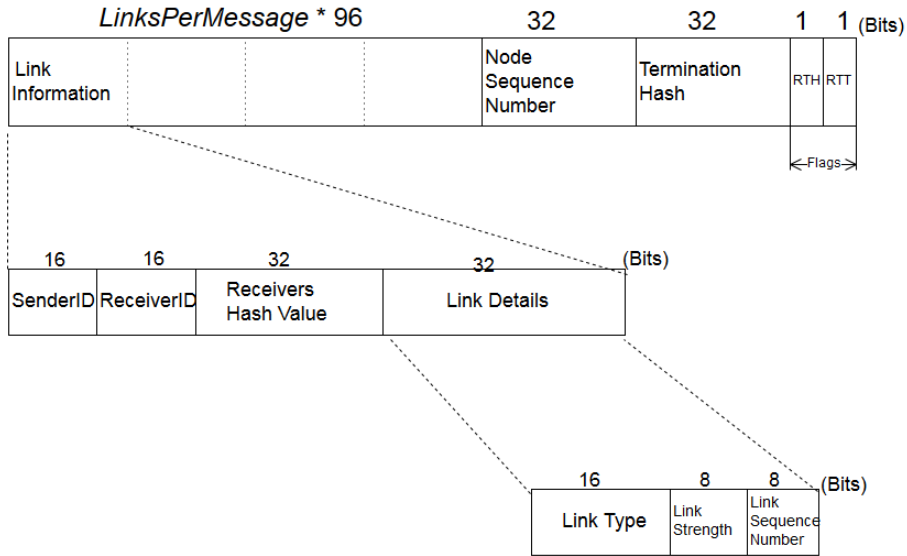 LinksPerMessage * 96
32
32
1
1
(Bits)
Link
Information
Node
Sequence
Number
Termination
Hash
RTH
RTT
Flags
16
16
32
32
(Bits)
SenderID
ReceiverID
Receivers
Hash Value
Link Details
16
8
8
(Bits)
Link Type
Link
Strength
Link
Sequence
Number